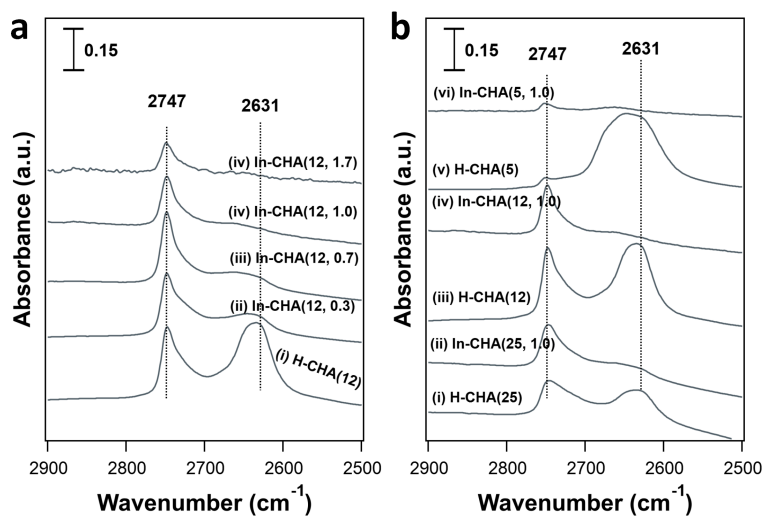 a
0.15
2747
2631
(iv) In-CHA(12, 1.7)
(iv) In-CHA(12, 1.0)
(iii) In-CHA(12, 0.7)
(ii) In-CHA(12, 0.3)
(i) H-CHA(12)
Absorbance (a.u.)
2900 2800 2700 2600 2500
Wavenumber (cm-1)
b
0.15
2747
2631
(vi) In-CHA(5, 1.0)
(v) H-CHA(5)
(iv) In-CHA(12, 1.0)
(iii) H-CHA(12)
(ii) In-CHA(25, 1.0)
(i) H-CHA(25)
Absorbance (a.u.)
2900 2800 2700 2600 2500
Wavenumber (cm-1)